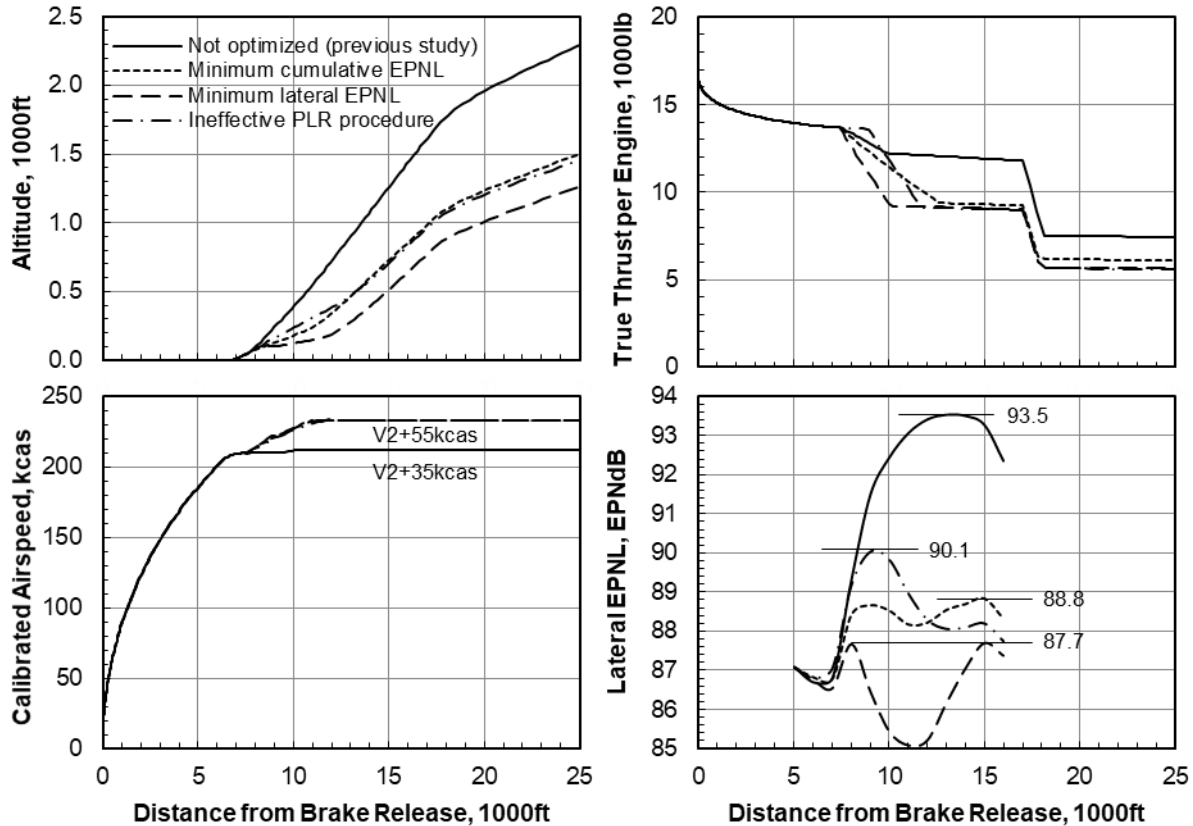 Altitude, 1000ft
2.5
2.0
1.5
1.0
0.5
0.0
Not optimized (previous study)
Minimum cumulative EPNL
Minimum lateral EPNL
Ineffective PLR procedure
True Thrust per Engine, 1000lb
20
15
10
5
0
Calibrated Airspeed, kcas
250
200
150
100
50
0
V2+55kcas
V2+35kcas
0 5 10 15 20 25
Distance from Brake Release, 1000ft
Lateral EPNL, EPNdB
94
93
92
91
90
89
88
87
86
85
93.5
90.1
88.8
87.7
0 5 10 15 20 25
Distance from Brake Release, 1000ft